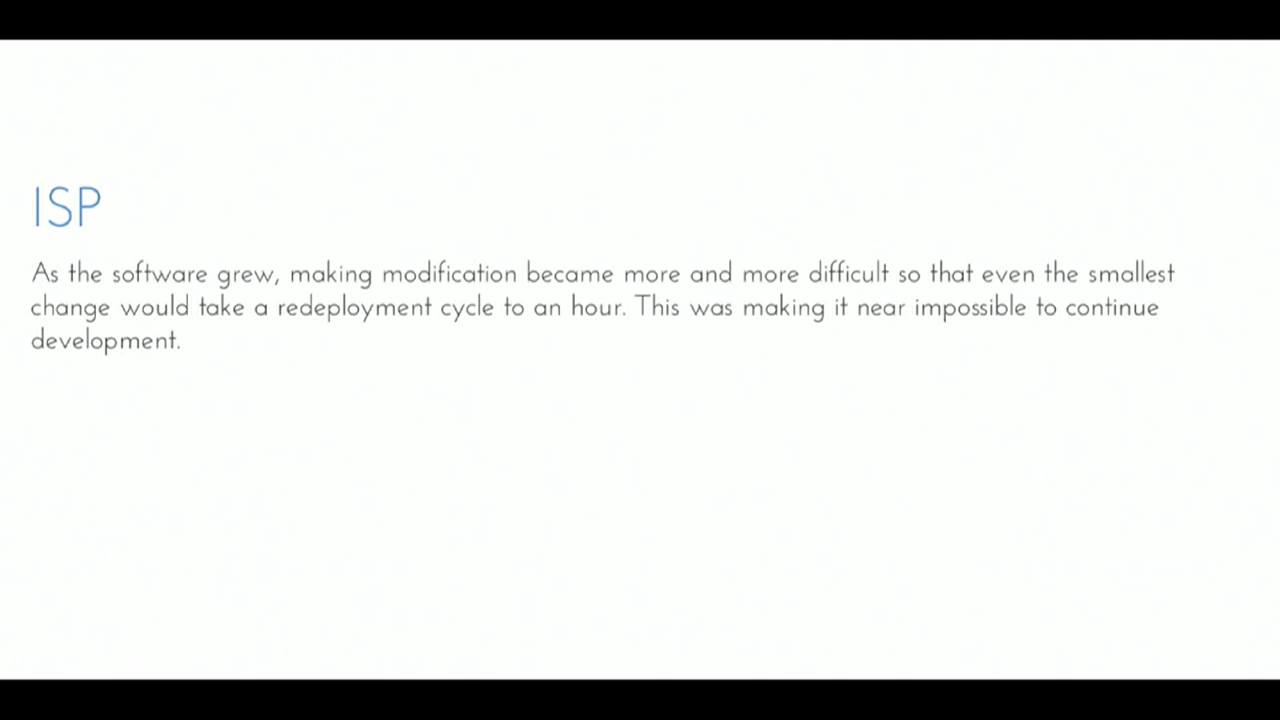 ISP
As the software grew, making modification became more and more difficult so that even the smallest
change would take a redeployment cycle to an hour. This was making it near impossible to continue
development.